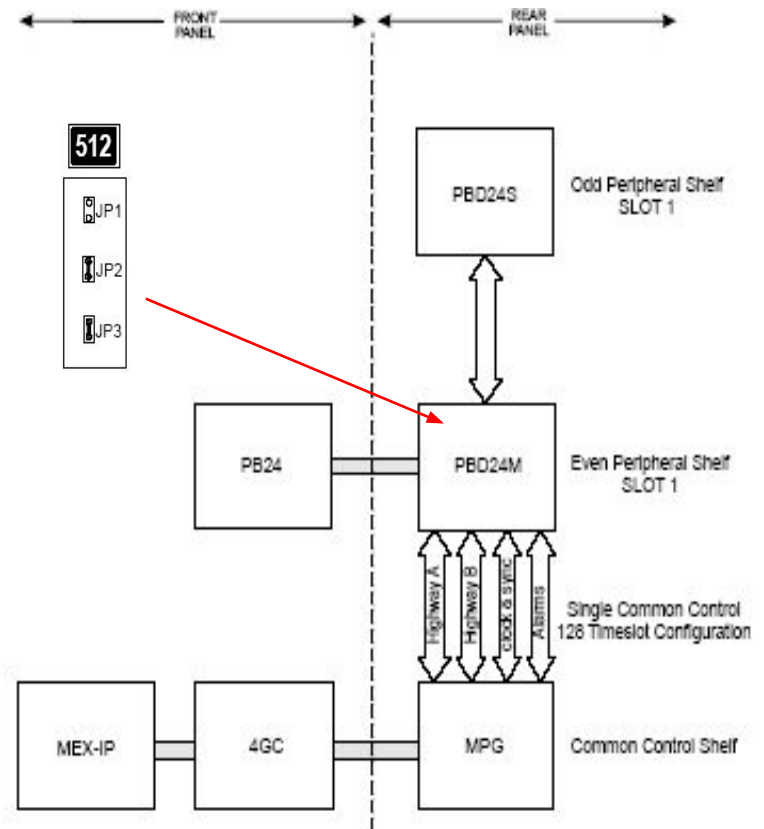 FRONT
PANEL
REAR
PANEL
512
JP1
JP2
JP3
PBD24S
Odd Peripheral Shelf
SLOT 1
PB24
PBD24M
Even Peripheral Shelf
SLOT 1
Highway A
Highway B
clock & sync
Alarms
Single Common Control
128 Timeslot Configuration
MEX-IP
4GC
MPG
Common Control Shelf